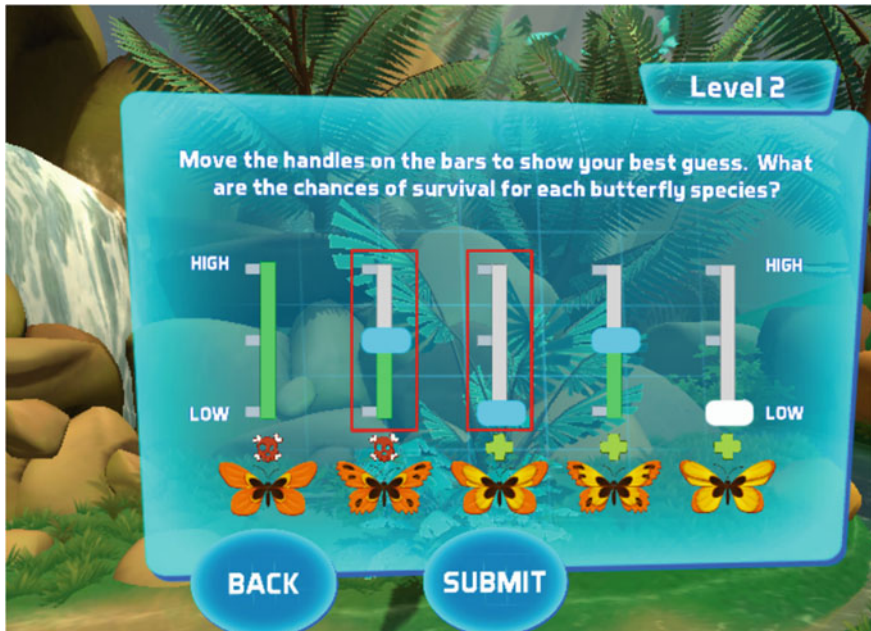 Level 2
Move the handles on the bars to show your best guess. What
are the chances of survival for each butterfly species?
HIGH
HIGH
LOW
LOW
BACK
SUBMIT